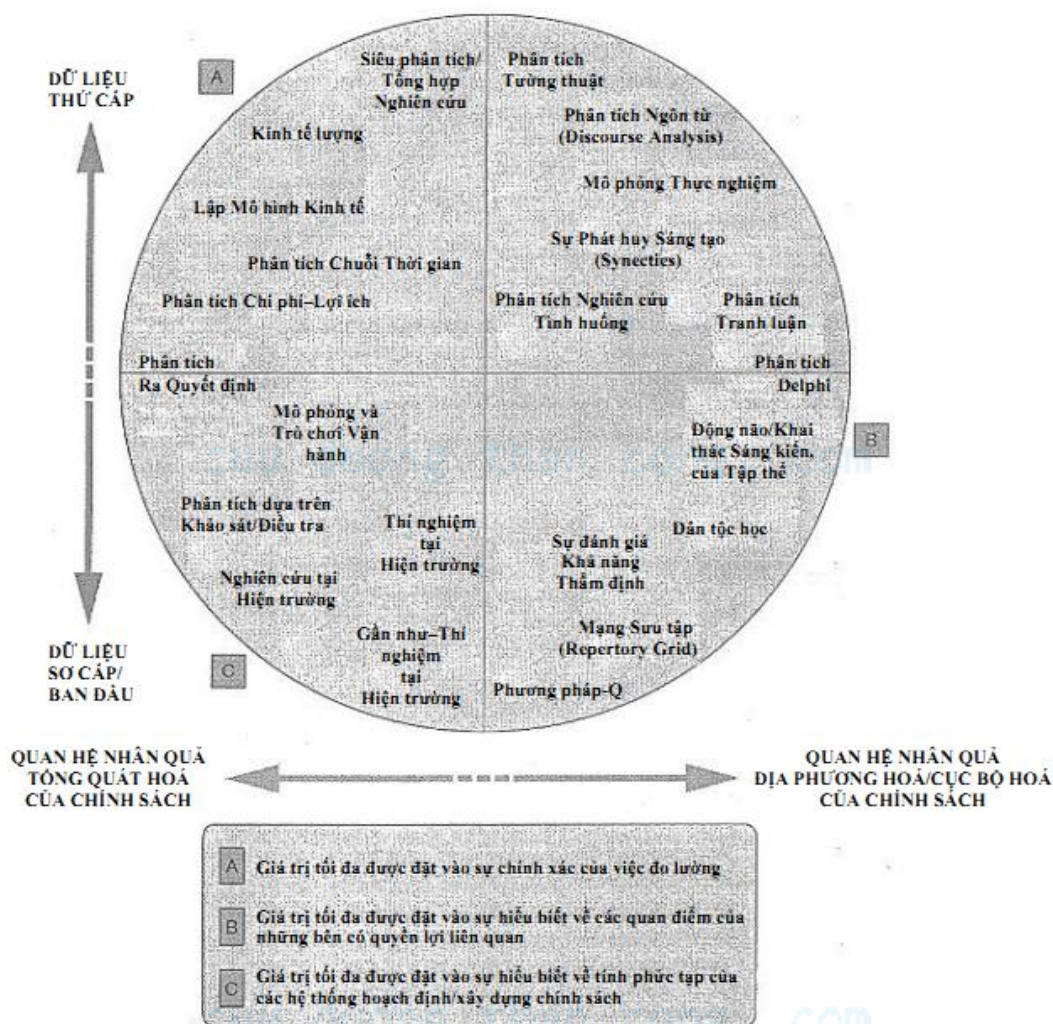 DỮ LIỆU
THỨ CẤP
A
Siêu phân tích/
Tổng hợp
Nghiên cứu
Phân tích
Tường thuật
Kinh tế lượng
Phân tích Ngôn từ
(Discourse Analysis)
Mô phỏng Thực nghiệm
Lập Mô hình Kinh tế
Sự Phát huy Sáng tạo
(Synectics)
Phân tích Chuỗi Thời gian
Phân tích Chi phí–Lợi ích
Phân tích Nghiên cứu
Tình huống
Phân tích
Tranh luận
Phân tích
Ra Quyết định
Phân tích
Delphi
Mô phỏng và
Trò chơi Vận
hành
Động não/Khai
thác Sáng kiến,
của Tập thể
B
Phân tích dựa trên
Khảo sát/Điều tra
Thí nghiệm
tại
Hiện trường
Sự đánh giá
Khả năng
Thẩm định
Dân tộc học
Nghiên cứu tại
Hiện trường
Gần như–Thí
nghiệm
tại
Hiện trường
Mạng Sưu tập
(Repertory Grid)
Phương pháp-Q
DỮ LIỆU
SƠ CẤP/
BAN ĐẦU
C
QUAN HỆ NHÂN QUẢ
TỔNG QUÁT HOÁ
CỦA CHÍNH SÁCH
QUAN HỆ NHÂN QUẢ
ĐỊA PHƯƠNG HOÁ/CỤC BỘ HOÁ
CỦA CHÍNH SÁCH
A Giá trị tối đa được đặt vào sự chính xác của việc đo lường
B Giá trị tối đa được đặt vào sự hiểu biết về các quan điểm của
những bên có quyền lợi liên quan
C Giá trị tối đa được đặt vào sự hiểu biết về tính phức tạp của
các hệ thống hoạch định/xây dựng chính sách